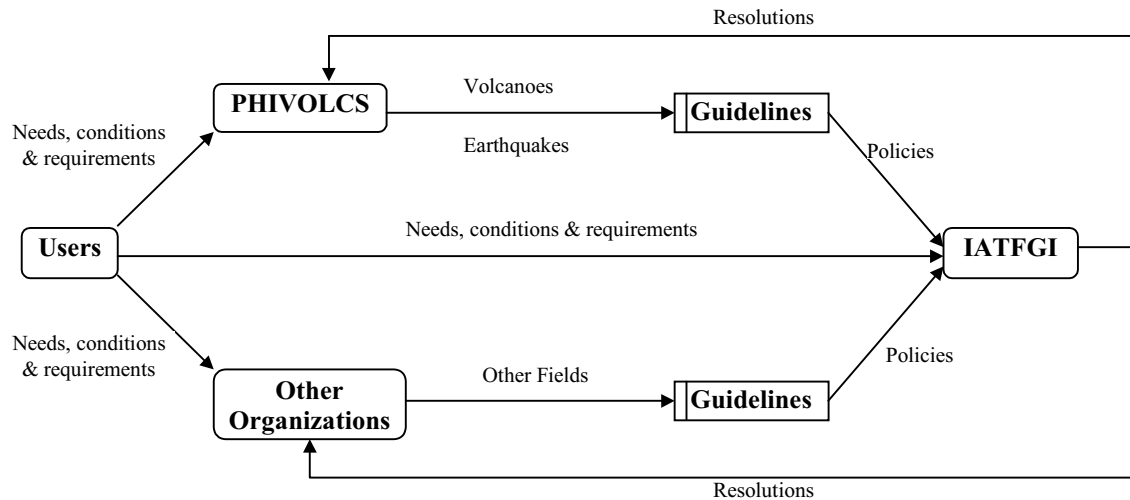 Resolutions
PHIVOLCS
Volcanoes
Guidelines
Needs, conditions
& requirements
Earthquakes
Policies
Users
Needs, conditions & requirements
IATFGI
Needs, conditions
& requirements
Policies
Other
Organizations
Other Fields
Guidelines
Resolutions